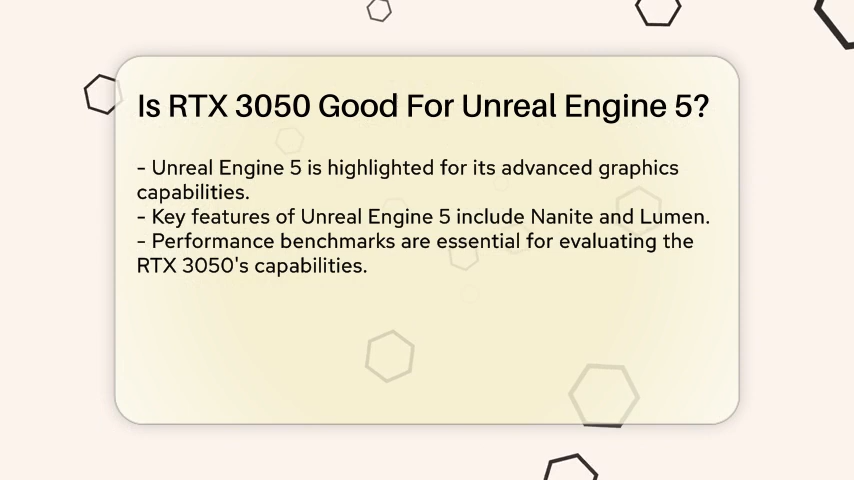 Is RTX 3050 Good For Unreal Engine 5?
- Unreal Engine 5 is highlighted for its advanced graphics
capabilities.
- Key features of Unreal Engine 5 include Nanite and Lumen.
- Performance benchmarks are essential for evaluating the
RTX 3050's capabilities.